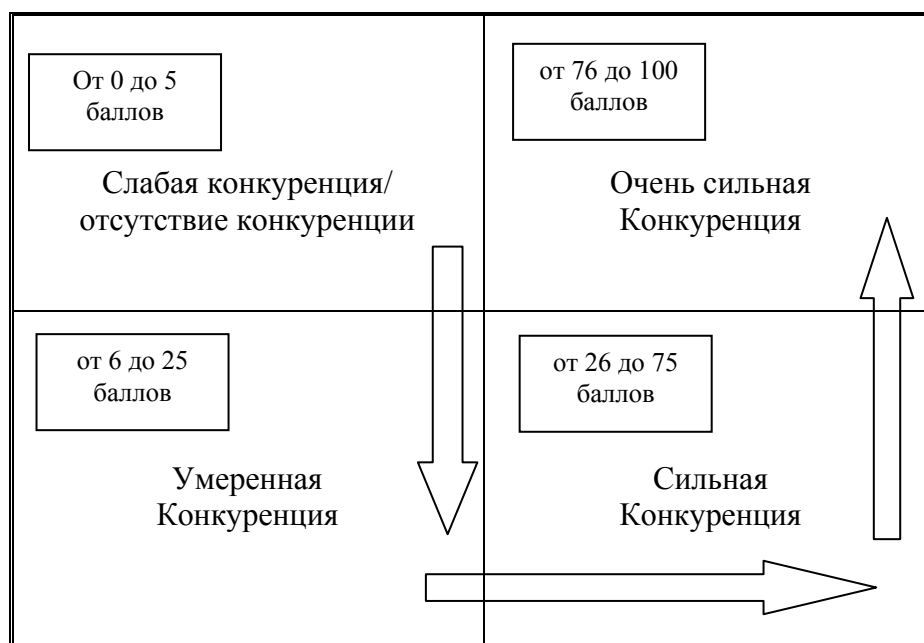 От 0 до 5
баллов
Слабая конкуренция/
отсутствие конкуренции
от 76 до 100
баллов
Очень сильная
Конкуренция
от 6 до 25
баллов
Умеренная
Конкуренция
от 26 до 75
баллов
Сильная
Конкуренция